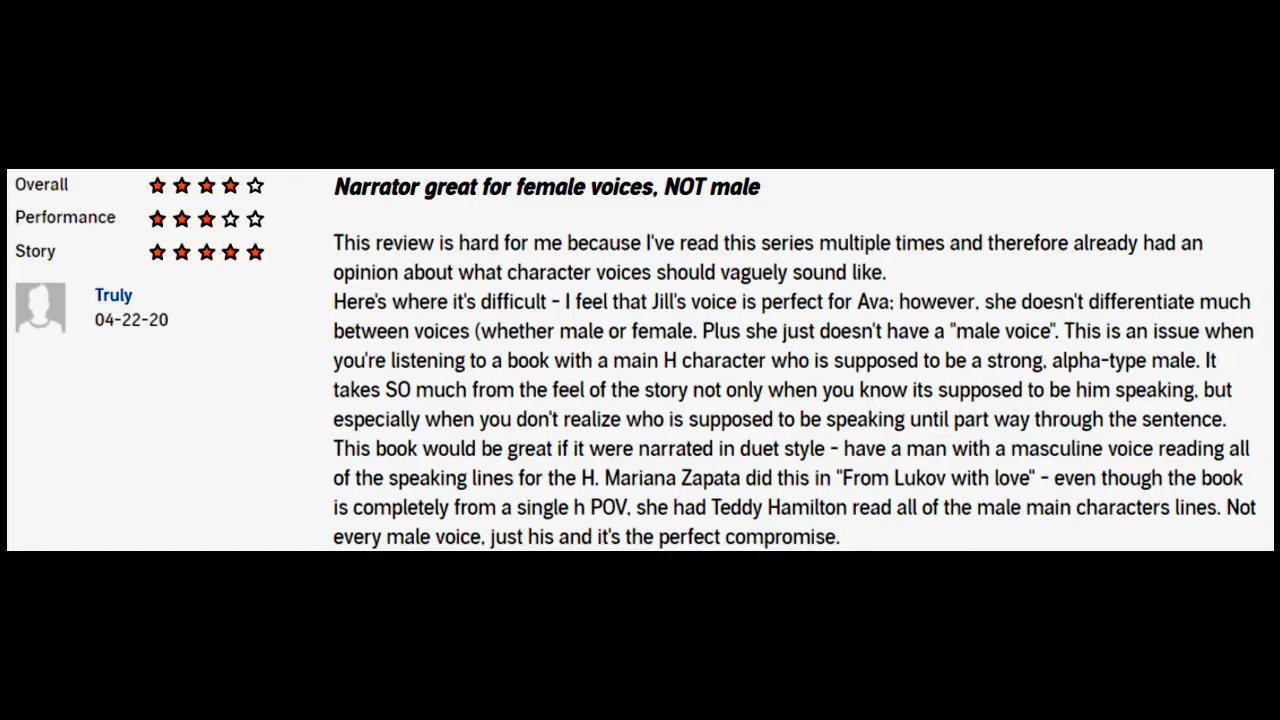 Overall
Performance
Story
Truly
04-22-20
Narrator great for female voices, NOT male
This review is hard for me because I've read this series multiple times and therefore already had an
opinion about what character voices should vaguely sound like.
Here's where it's difficult - I feel that Jill's voice is perfect for Ava; however, she doesn't differentiate much
between voices (whether male or female. Plus she just doesn't have a "male voice". This is an issue when
you're listening to a book with a main H character who is supposed to be a strong, alpha-type male. It
takes SO much from the feel of the story not only when you know its supposed to be him speaking, but
especially when you don't realize who is supposed to be speaking until part way through the sentence.
This book would be great if it were narrated in duet style - have a man with a masculine voice reading all
of the speaking lines for the H. Mariana Zapata did this in "From Lukov with love" - even though the book
is completely from a single h POV, she had Teddy Hamilton read all of the male main characters lines. Not
every male voice, just his and it's the perfect compromise.